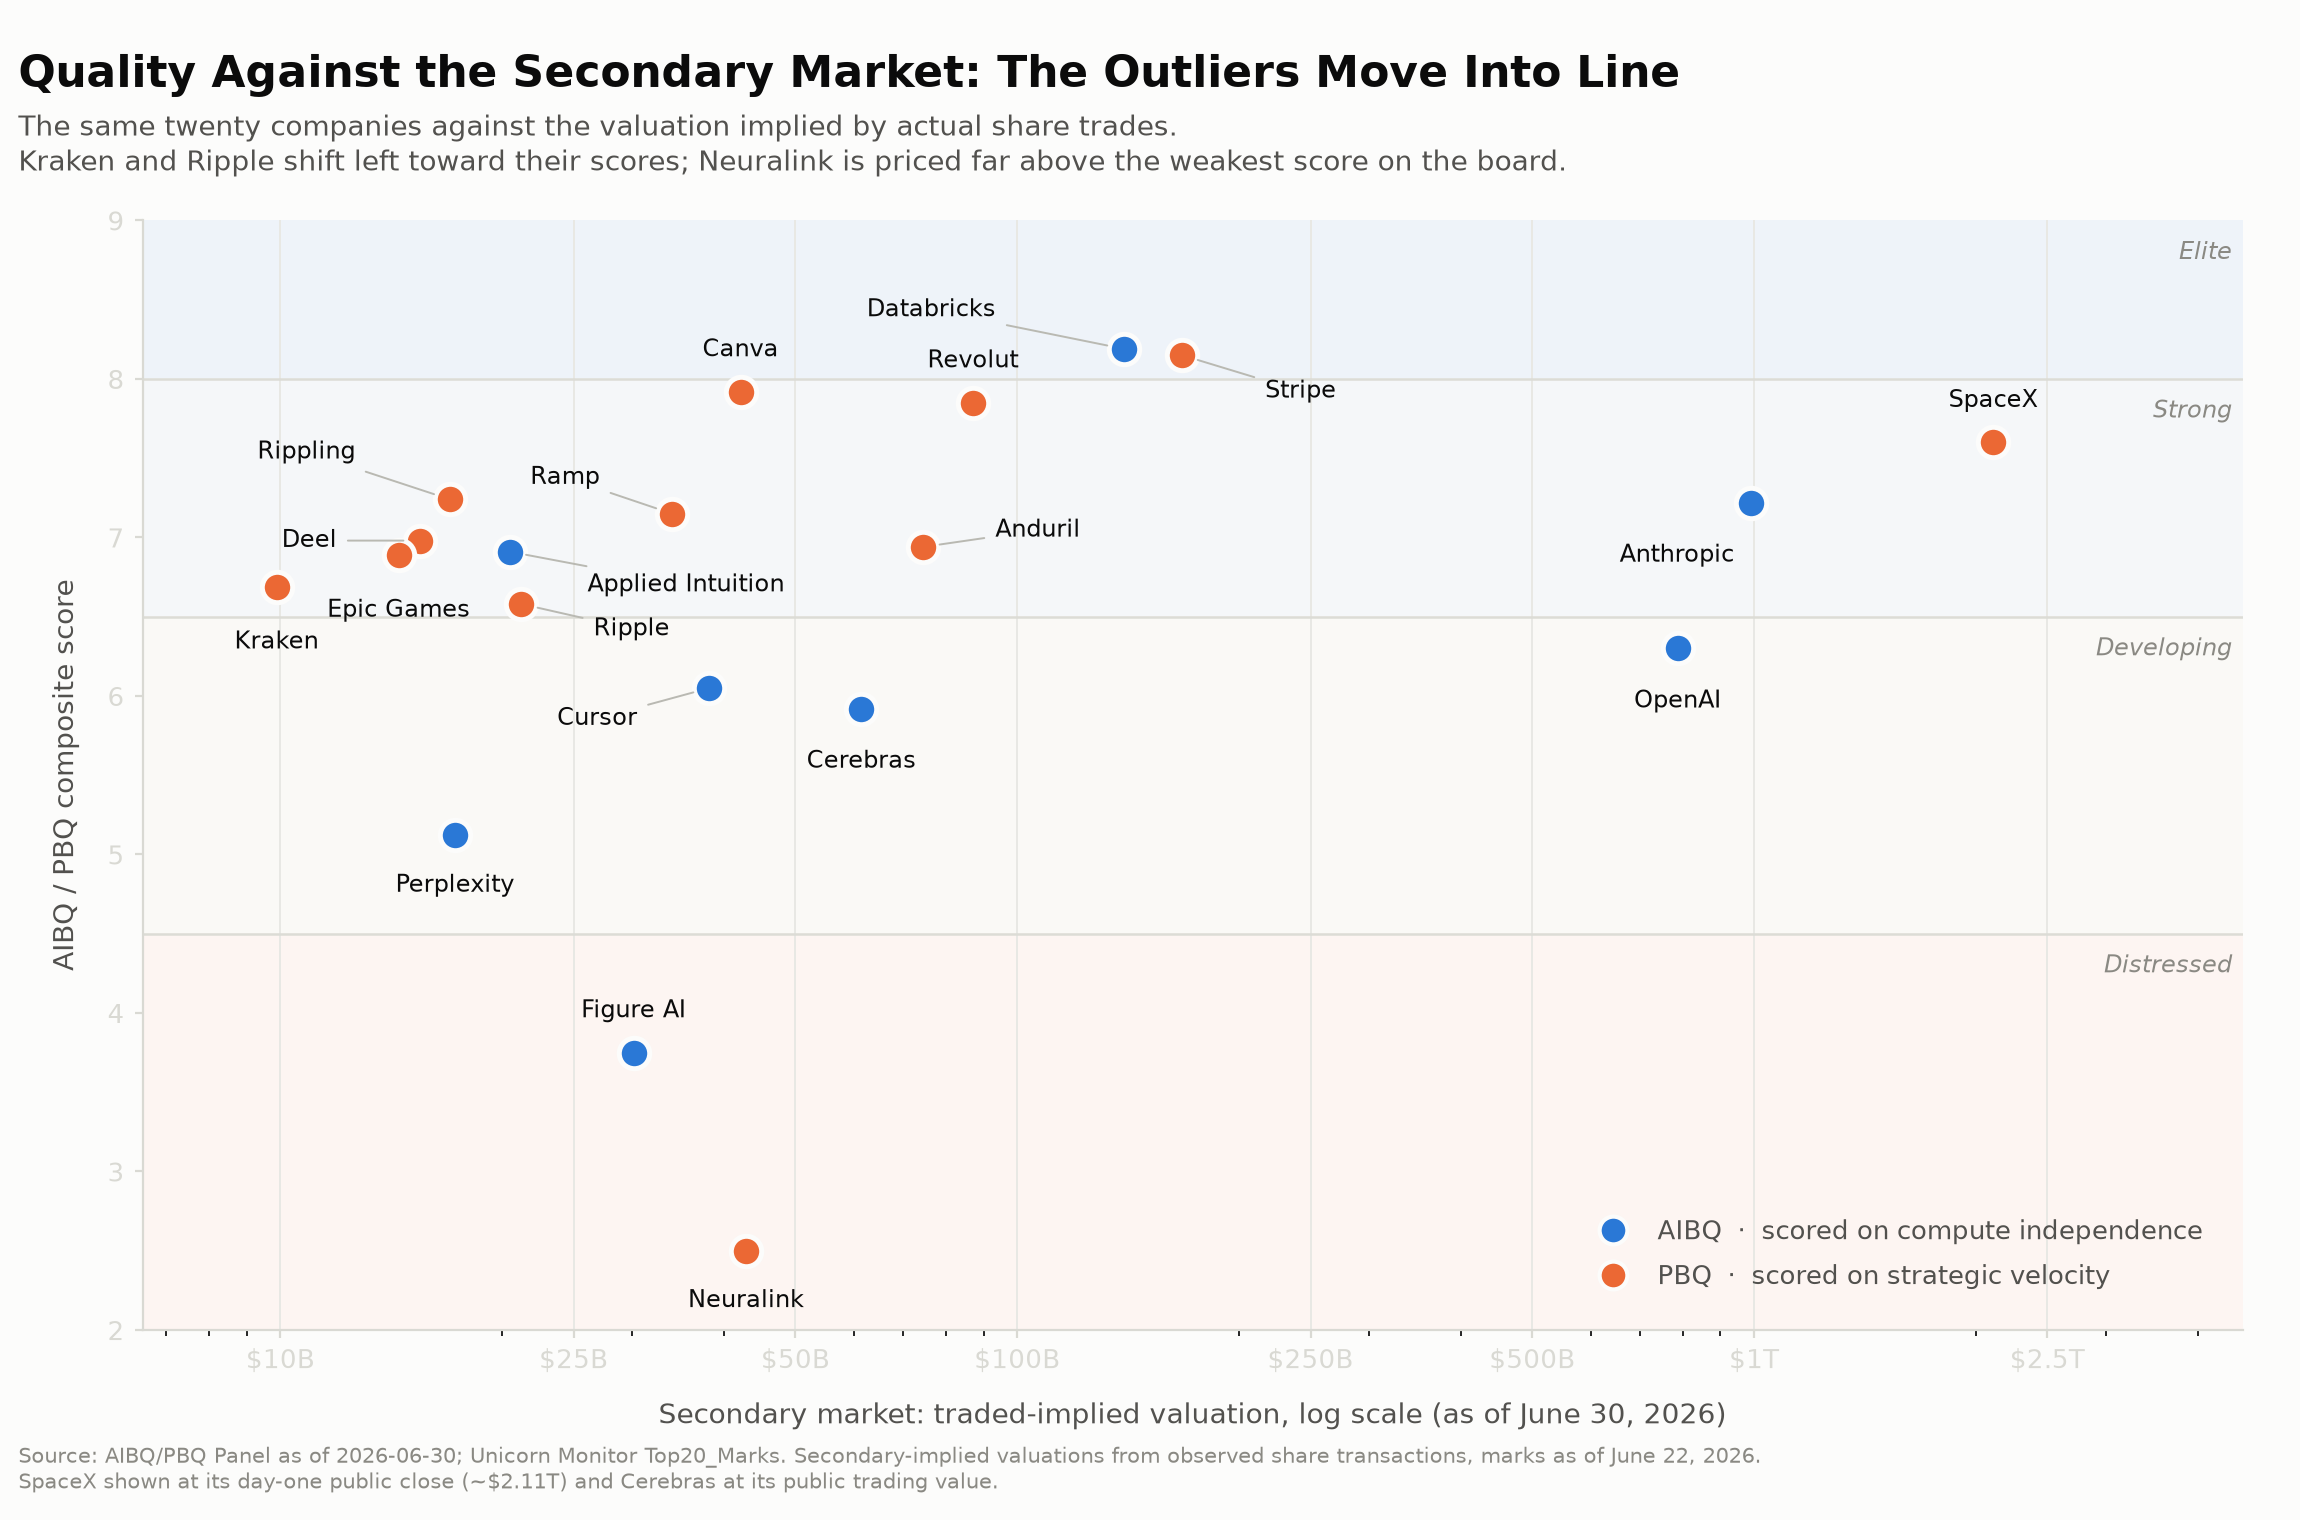 Quality Against the Secondary Market: The Outliers Move Into Line
The same twenty companies against the valuation implied by actual share trades.
Kraken and Ripple shift left toward their scores; Neuralink is priced far above the weakest score on the board.
AIBQ / PBQ composite score
9
8
7
6
5
4
3
2
Elite
Strong
Developing
Distressed
Databricks
Canva
Revolut
Stripe
SpaceX
Rippling
Ramp
Deel
Anduril
Anthropic
Applied Intuition
Epic Games
Ripple
Kraken
OpenAI
Cursor
Cerebras
Perplexity
Figure AI
Neuralink
AIBQ · scored on compute independence
PBQ · scored on strategic velocity
$10B
$25B
$50B
$100B
$250B
$500B
$1T
$2.5T
Secondary market: traded-implied valuation, log scale (as of June 30, 2026)
Source: AIBQ/PBQ Panel as of 2026-06-30; Unicorn Monitor Top20_Marks. Secondary-implied valuations from observed share transactions, marks as of June 22, 2026.
SpaceX shown at its day-one public close (~$2.11T) and Cerebras at its public trading value.